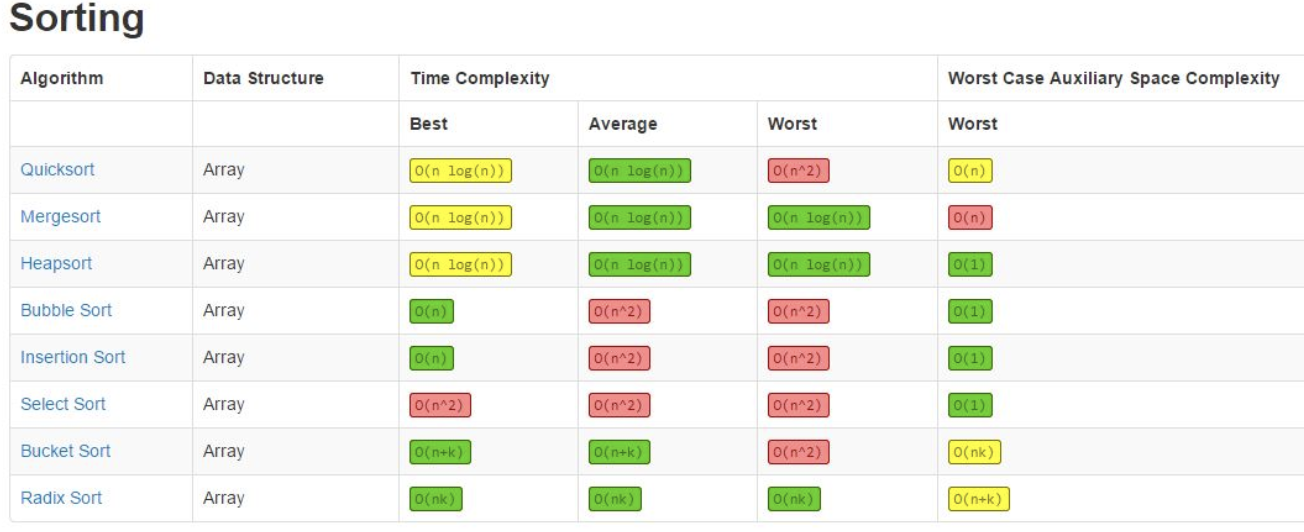 Sorting
Algorithm Data Structure Time Complexity Worst Case Auxiliary Space Complexity
Best Average Worst Worst
Quicksort Array O(n log(n)) O(n log(n)) O(n^2) O(n)
Mergesort Array O(n log(n)) O(n log(n)) O(n log(n)) O(n)
Heapsort Array O(n log(n)) O(n log(n)) O(n log(n)) O(1)
Bubble Sort Array O(n) O(n^2) O(n^2) O(1)
Insertion Sort Array O(n) O(n^2) O(n^2) O(1)
Select Sort Array O(n^2) O(n^2) O(n^2) O(1)
Bucket Sort Array O(n+k) O(n+k) O(n^2) O(nk)
Radix Sort Array O(nk) O(nk) O(nk) O(n+k)